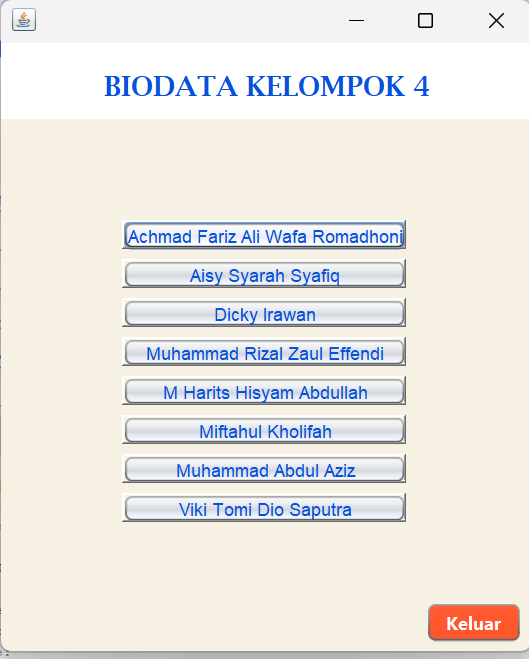 BIODATA KELOMPOK 4
Achmad Fariz Ali Wafa Romadhoni
Aisy Syarah Syafiq
Dicky Irawan
Muhammad Rizal Zaul Effendi
M Harits Hisyam Abdullah
Miftahul Kholifah
Muhammad Abdul Aziz
Viki Tomi Dio Saputra
Keluar